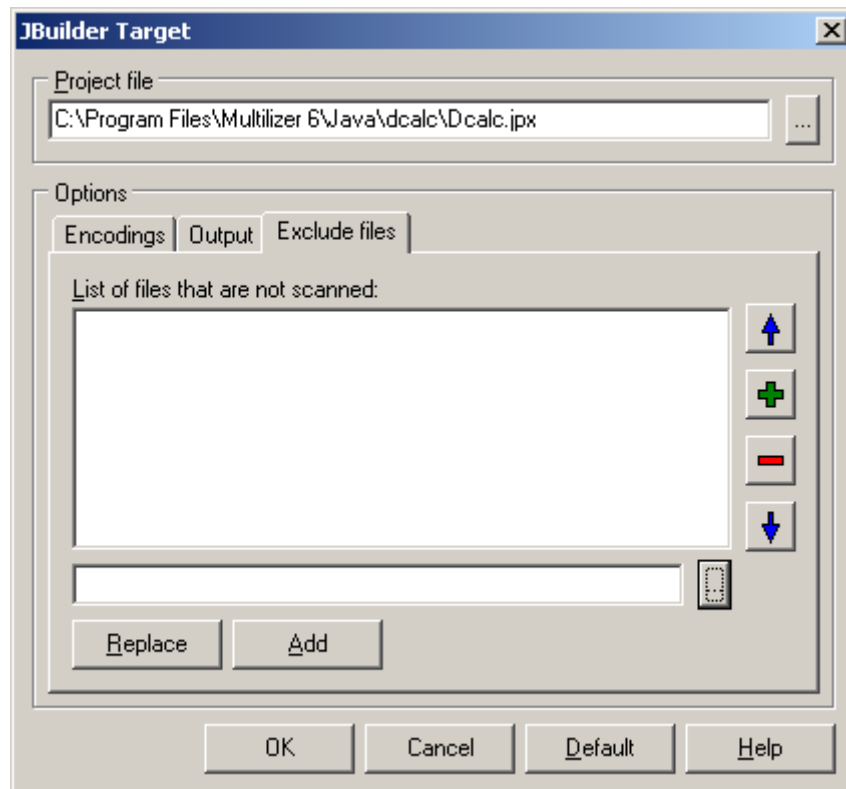 JBuilder Target
Project file
C:\Program Files\Multilizer 6\Java\dcalc\Dcalc.jpx
...
Options
Encodings Output Exclude files
List of files that are not scanned:
...
Replace Add
OK Cancel Default Help